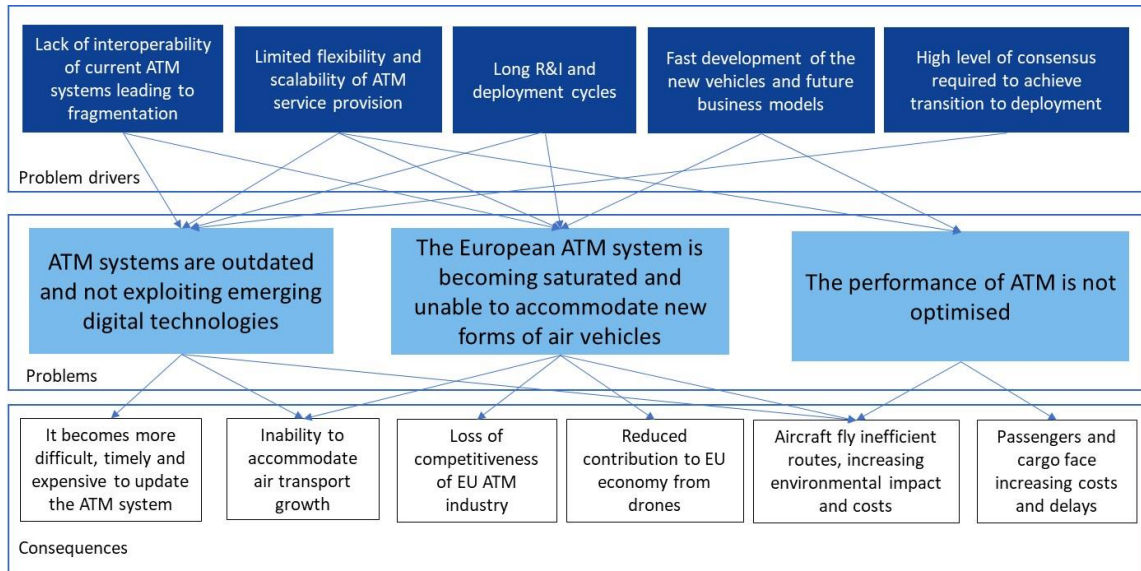 Lack of interoperability
of current ATM
systems leading to
fragmentation
Limited flexibility and
scalability of ATM
service provision
Long R&I and
deployment cycles
Fast development of the
new vehicles and future
business models
High level of consensus
required to achieve
transition to deployment
Problem drivers
ATM systems are outdated
and not exploiting emerging
digital technologies
The European ATM system is
becoming saturated and
unable to accommodate new
forms of air vehicles
The performance of ATM is not
optimised
Problems
It becomes more
difficult, timely and
expensive to update
the ATM system
Inability to
accommodate
air transport
growth
Loss of
competitiveness
of EU ATM
industry
Reduced
contribution to EU
economy from
drones
Aircraft fly inefficient
routes, increasing
environmental impact
and costs
Passengers and
cargo face
increasing costs
and delays
Consequences